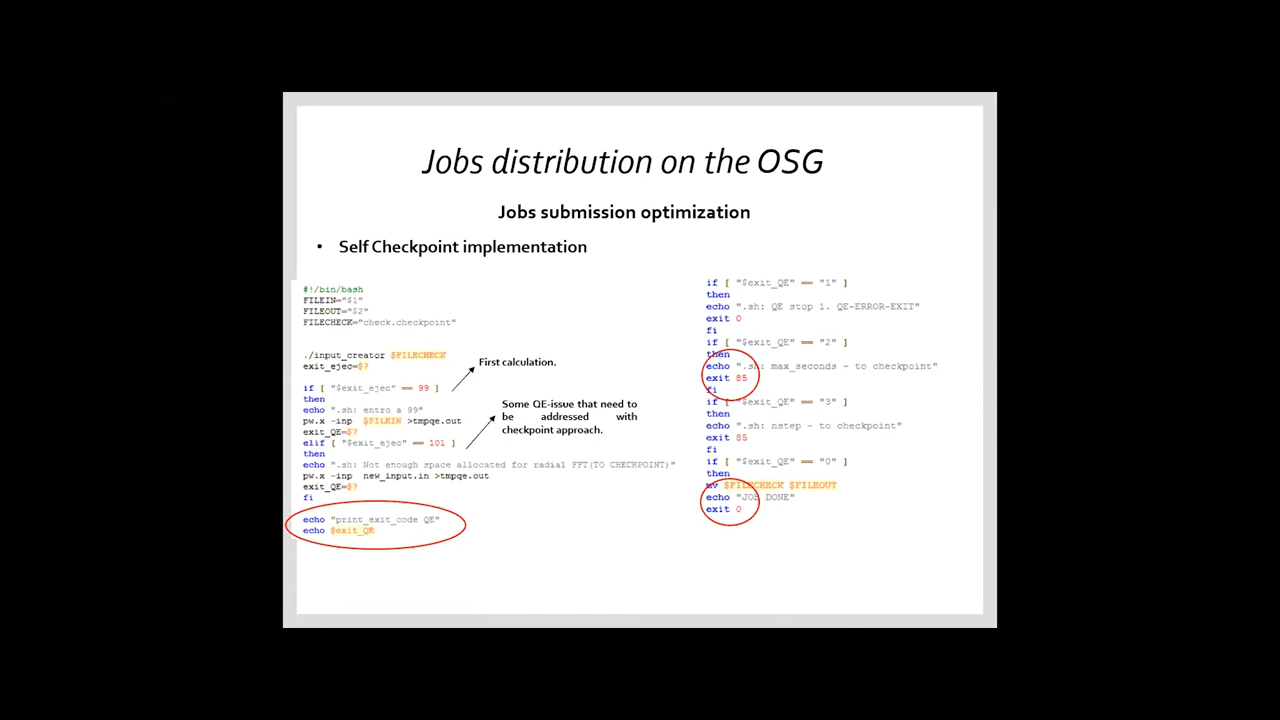 Jobs distribution on the OSG
Jobs submission optimization
• Self Checkpoint implementation
#!/bin/bash
FILEIN="$1"
FILEOUT="$2"
FILECHECK="check.checkpoint"
./input_creator $FILECHECK
exit_ejec=$?
if [ "$exit_ejec" == 99 ]
then
echo ".sh: entro a 99"
pw.x -inp $FILEIN >tmpqe.out
exit_QE=$?
elif [ "$exit_ejec" == 101 ]
then
echo ".sh: Not enough space allocated for radial FFT(TO CHECKPOINT)"
pw.x -inp new_input.in >tmpqe.out
exit_QE=$?
fi
echo "print_exit_code QE"
echo $exit_QE
First calculation.
Some QE-issue that need to
be addressed with
checkpoint approach.
if [ "$exit_QE" == "1" ]
then
echo ".sh: QE stop 1. QE-ERROR-EXIT"
exit 0
fi
if [ "$exit_QE" == "2" ]
then
echo ".sh: max_seconds - to checkpoint"
exit 85
fi
if [ "$exit_QE" == "3" ]
then
echo ".sh: nstep - to checkpoint"
exit 85
fi
if [ "$exit_QE" == "0" ]
then
mv $FILECHECK $FILEOUT
echo "JOB DONE"
exit 0